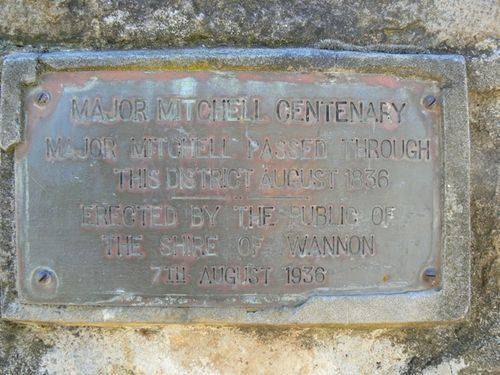 MAJOR MITCHELL CENTENARY
MAJOR MITCHELL PASSED THROUGH
THIS DISTRICT AUGUST 1836
ERECTED BY THE PUBLIC OF
THE SHIRE OF WANNON
7TH AUGUST 1936